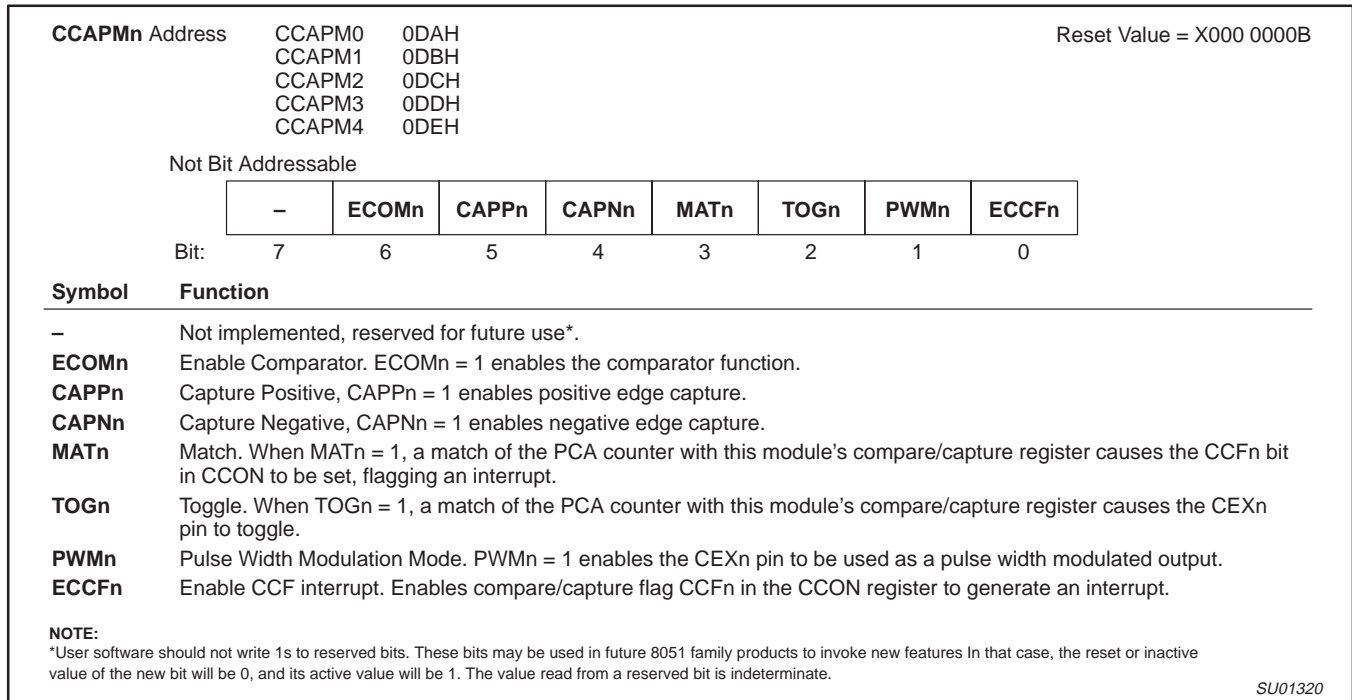 CCAPMn Address CCAPM0 0DAH Reset Value = X000 0000B
CCAPM1 0DBH
CCAPM2 0DCH
CCAPM3 0DDH
CCAPM4 0DEH
Not Bit Addressable
– ECOMn CAPPn CAPNn MATn TOGn PWMn ECCFn
Bit: 7 6 5 4 3 2 1 0
Symbol Function
– Not implemented, reserved for future use*.
ECOMn Enable Comparator. ECOMn = 1 enables the comparator function.
CAPPn Capture Positive, CAPPn = 1 enables positive edge capture.
CAPNn Capture Negative, CAPNn = 1 enables negative edge capture.
MATn Match. When MATn = 1, a match of the PCA counter with this module's compare/capture register causes the CCFn bit
in CCON to be set, flagging an interrupt.
TOGn Toggle. When TOGn = 1, a match of the PCA counter with this module's compare/capture register causes the CEXn
pin to toggle.
PWMn Pulse Width Modulation Mode. PWMn = 1 enables the CEXn pin to be used as a pulse width modulated output.
ECCFn Enable CCF interrupt. Enables compare/capture flag CCFn in the CCON register to generate an interrupt.
NOTE:
*User software should not write 1s to reserved bits. These bits may be used in future 8051 family products to invoke new features In that case, the reset or inactive
value of the new bit will be 0, and its active value will be 1. The value read from a reserved bit is indeterminate.
SU01320